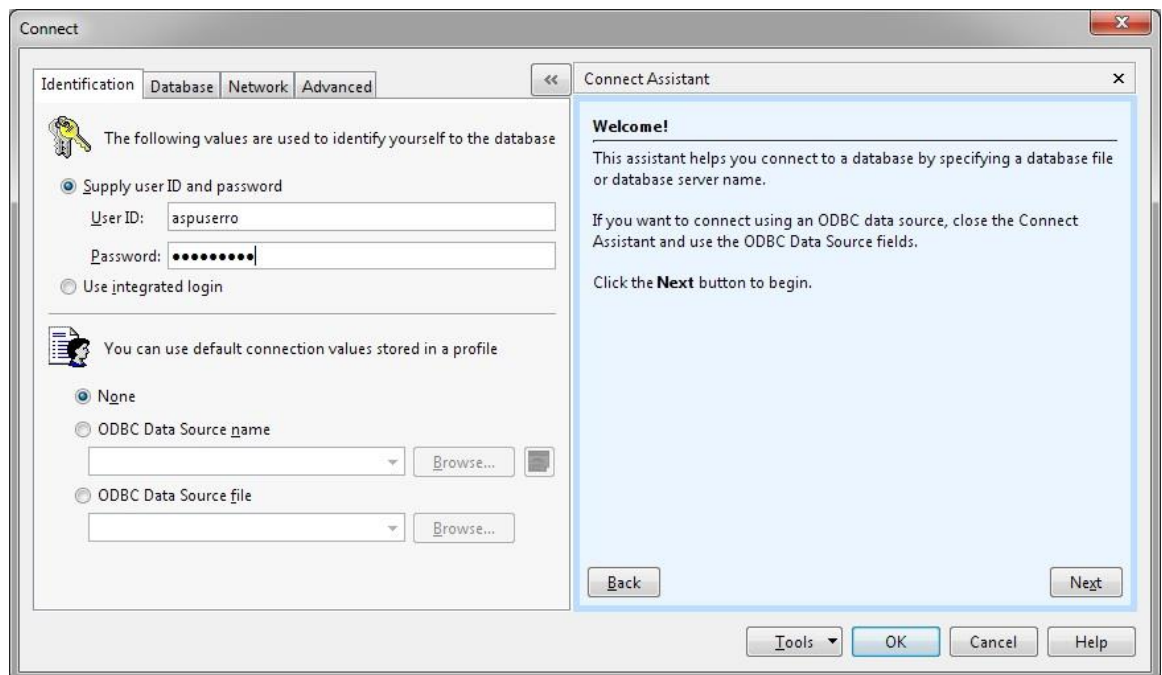 Connect
Identification Database Network Advanced
The following values are used to identify yourself to the database
Supply user ID and password
User ID: aspuserro
Password: •••••••••
Use integrated login
You can use default connection values stored in a profile
None
ODBC Data Source name
Browse...
ODBC Data Source file
Browse...
Connect Assistant
Welcome!
This assistant helps you connect to a database by specifying a database file
or database server name.
If you want to connect using an ODBC data source, close the Connect
Assistant and use the ODBC Data Source fields.
Click the Next button to begin.
Back Next
Tools OK Cancel Help